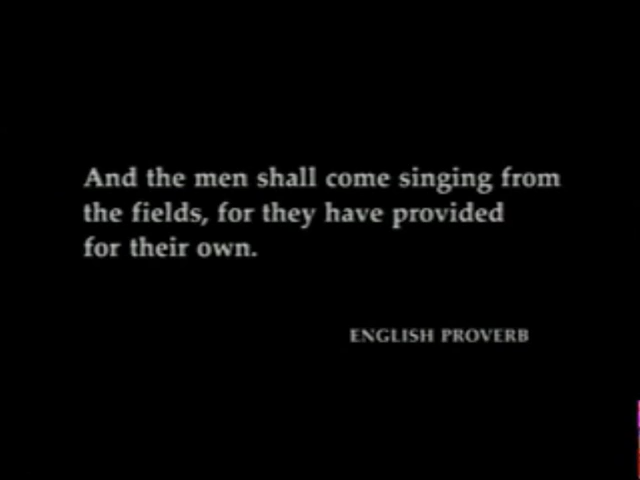 And the men shall come singing from
the fields, for they have provided
for their own.
ENGLISH PROVERB